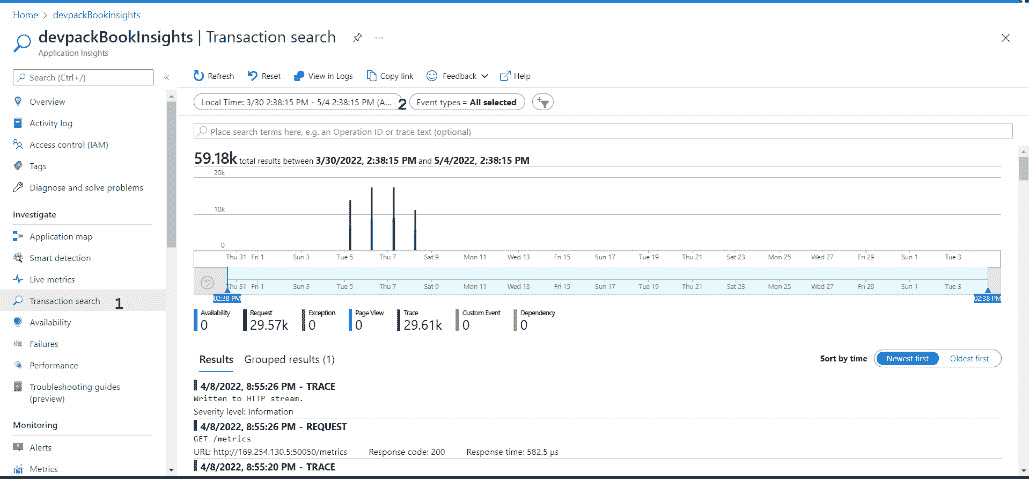 Home > devpackBookInsights
devpackBookInsights | Transaction search
Application Insights
Search (Ctrl+/)
Overview
Activity log
Access control (IAM)
Tags
Diagnose and solve problems
Investigate
Application map
Smart detection
Live metrics
Transaction search 1
Availability
Failures
Performance
Troubleshooting guides
(preview)
Monitoring
Alerts
Metrics
Refresh Reset View in Logs Copy link Feedback Help
Local Time: 3/30 2:38:15 PM - 5/4 2:38:15 PM (A... 2 Event types = All selected
Place search terms here, e.g. an Operation ID or trace text (optional)
59.18k total results between 3/30/2022, 2:38:15 PM and 5/4/2022, 2:38:15 PM
20k
10k
0
Thu 31 Fri 1 Sun 3 Tue 5 Thu 7 Sat 9 Mon 11 Wed 13 Fri 15 Sun 17 Tue 19 Thu 21 Sat 23 Mon 25 Wed 27 Fri 29 Sun 1 Tue 3
Thu 31 Fri 1 Sun 3 Tue 5 Thu 7 Sat 9 Mon 11 Wed 13 Fri 15 Sun 17 Tue 19 Thu 21 Sat 23 Mon 25 Wed 27 Fri 29 Sun 1 Tue 3
02:38 PM 02:38 PM
Availability Request Exception Page View Trace Custom Event Dependency
0 29.57k 0 0 29.61k 0 0
Results Grouped results (1) Sort by time Newest first Oldest first
4/8/2022, 8:55:26 PM - TRACE
Written to HTTP stream.
Severity level: Information
4/8/2022, 8:55:26 PM - REQUEST
GET /metrics
URL: http://169.254.130.5:50050/metrics Response code: 200 Response time: 582.5 µs
4/8/2022, 8:55:20 PM - TRACE